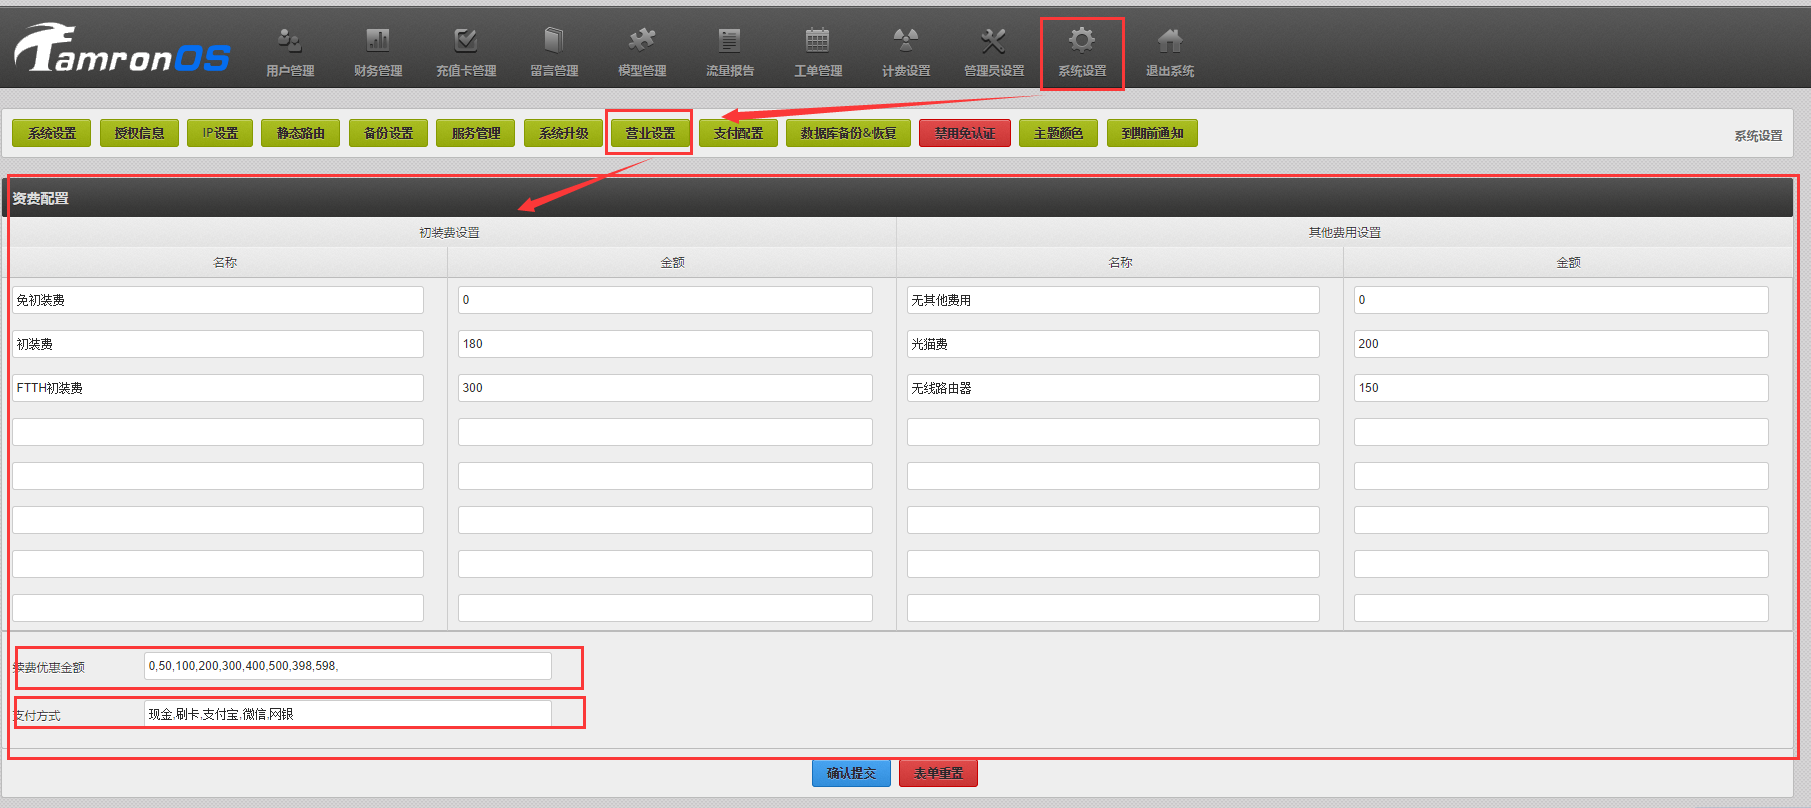 TamronOS
用户管理 财务管理 充值卡管理 留言管理 模型管理 流量报告 工单管理 计费设置 管理员设置 系统设置 退出系统
系统设置 授权信息 IP设置 静态路由 备份设置 服务管理 系统升级 营业设置 支付配置 数据库备份&恢复 禁用免认证 主题颜色 到期前通知 系统设置
资费配置
初装费设置 其他费用设置
名称 金额 名称 金额
免初装费 0 无其他费用 0
初装费 180 光猫费 200
FTTH初装费 300 无线路由器 150
续费优惠金额 0,50,100,200,300,400,500,398,598,
支付方式 现金,刷卡,支付宝,微信,网银
确认提交 表单重置